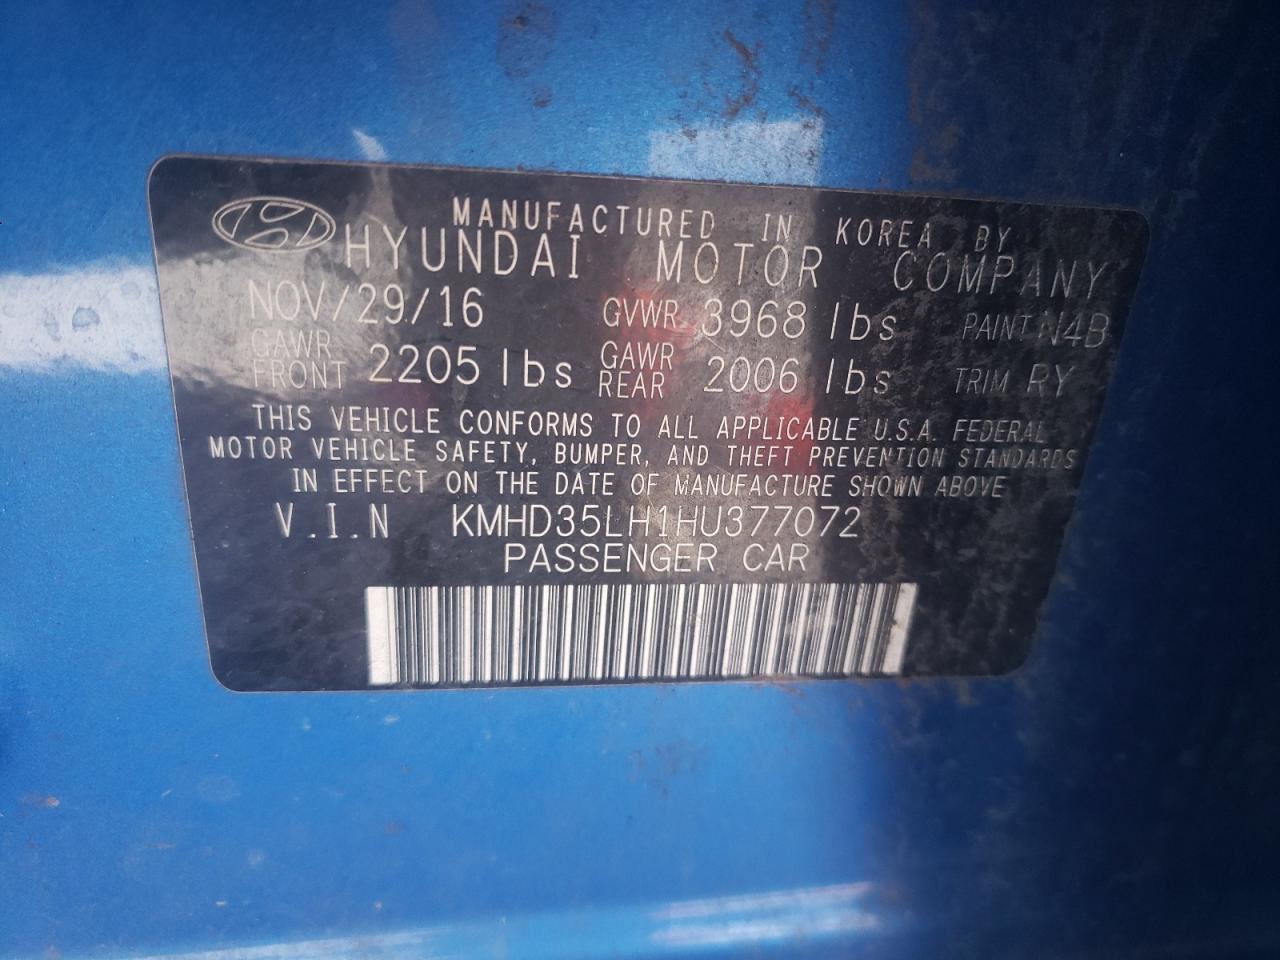 MANUFACTURED IN KOREA BY
HYUNDAI MOTOR COMPANY
NOV/29/16 GVWR 3968 lbs PAINT N4B
GAWR FRONT 2205 lbs GAWR REAR 2006 lbs TRIM RY
THIS VEHICLE CONFORMS TO ALL APPLICABLE U.S.A. FEDERAL
MOTOR VEHICLE SAFETY, BUMPER, AND THEFT PREVENTION STANDARDS
IN EFFECT ON THE DATE OF MANUFACTURE SHOWN ABOVE
V.I.N KMHD35LH1HU377072
PASSENGER CAR